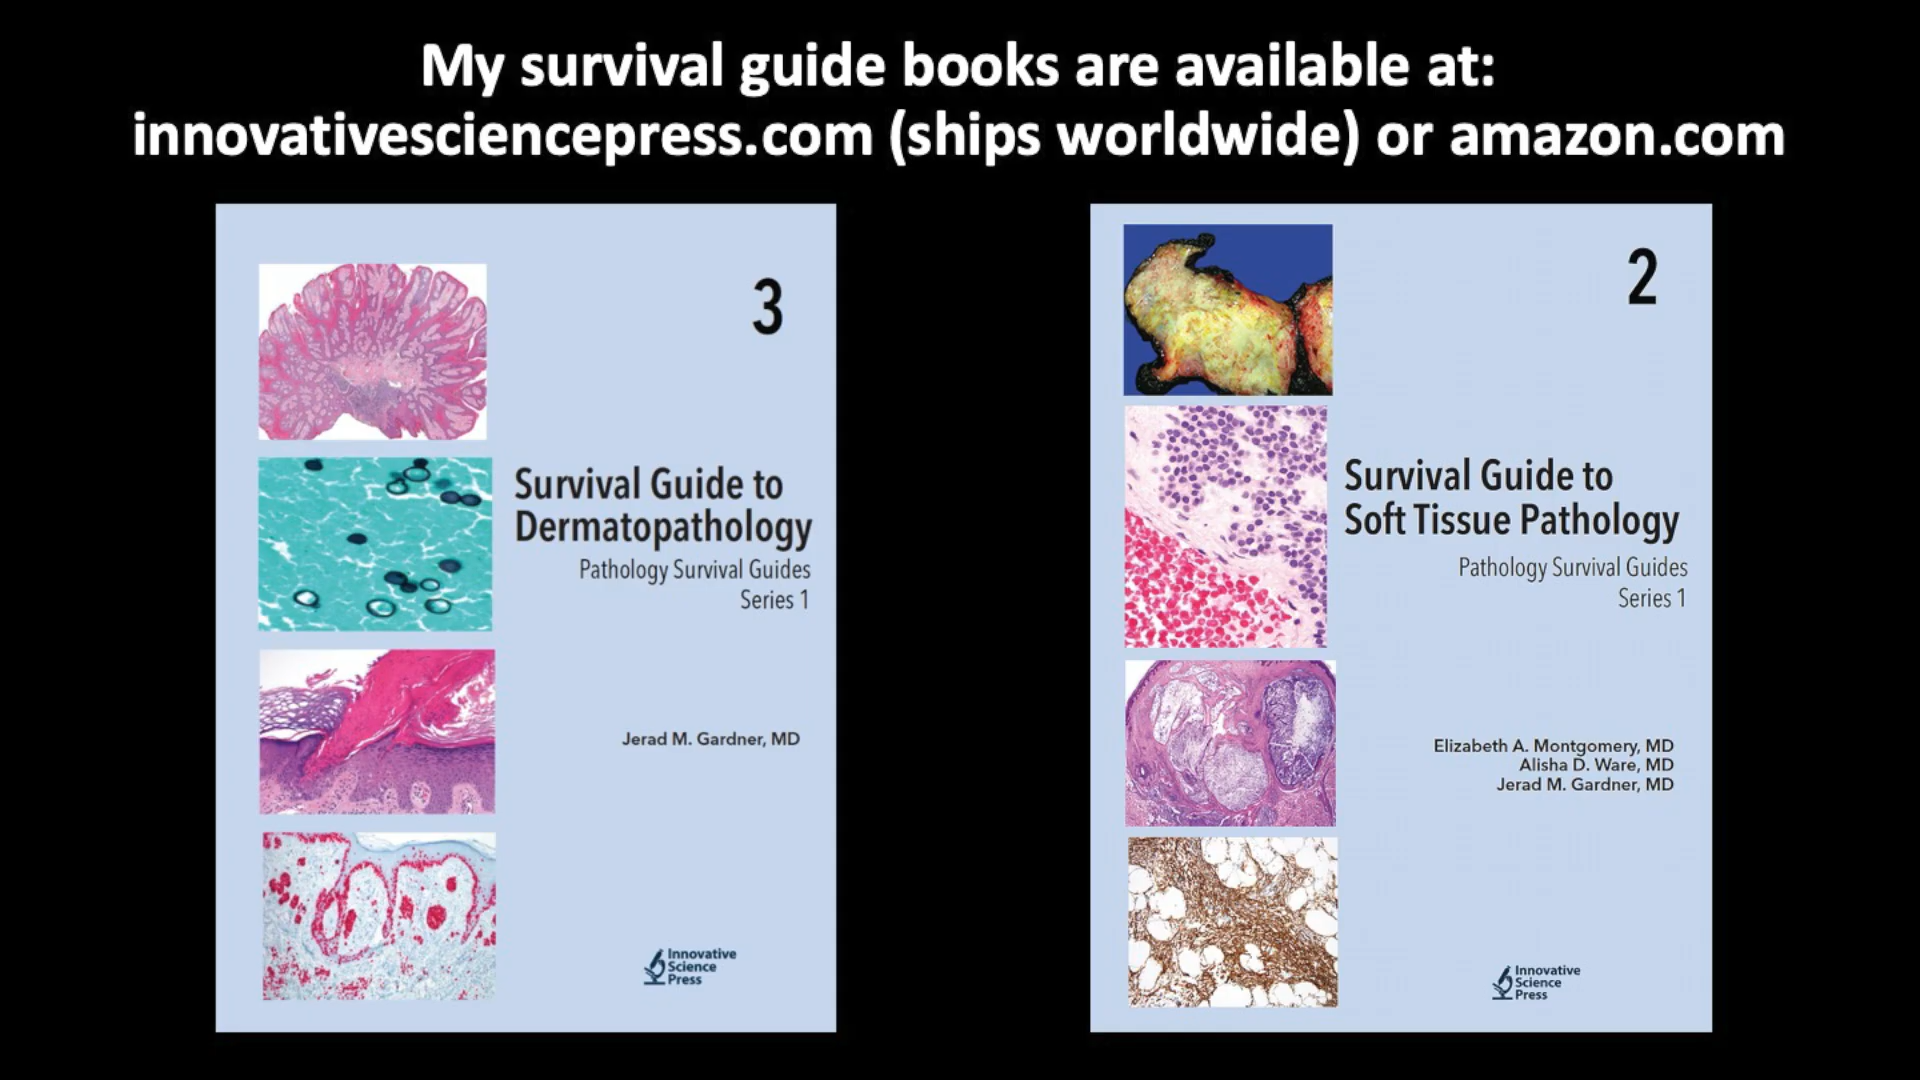 My survival guide books are available at:
innovativesciencepress.com (ships worldwide) or amazon.com
3
Survival Guide to
Dermatopathology
Pathology Survival Guides
Series 1
Jerad M. Gardner, MD
Innovative
Science
Press
2
Survival Guide to
Soft Tissue Pathology
Pathology Survival Guides
Series 1
Elizabeth A. Montgomery, MD
Alisha D. Ware, MD
Jerad M. Gardner, MD
Innovative
Science
Press